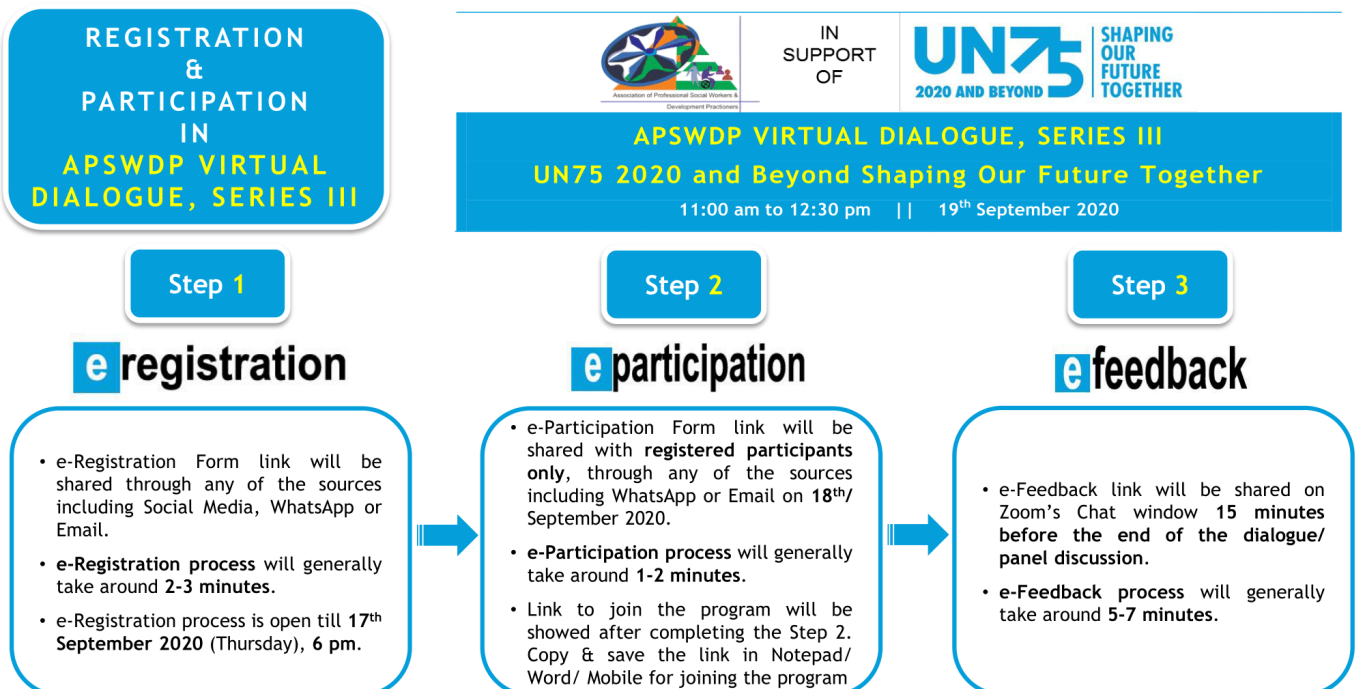 REGISTRATION
&
PARTICIPATION
IN
APSWDP VIRTUAL
DIALOGUE, SERIES III
Association of Professional Social Workers &
Development Practioners
IN
SUPPORT
OF
UN75
2020 AND BEYOND
SHAPING
OUR
FUTURE
TOGETHER
APSWDP VIRTUAL DIALOGUE, SERIES III
UN75 2020 and Beyond Shaping Our Future Together
11:00 am to 12:30 pm || 19th September 2020
Step 1
e registration
• e-Registration Form link will be
shared through any of the sources
including Social Media, WhatsApp or
Email.
• e-Registration process will generally
take around 2-3 minutes.
• e-Registration process is open till 17th
September 2020 (Thursday), 6 pm.
Step 2
e participation
• e-Participation Form link will be
shared with registered participants
only, through any of the sources
including WhatsApp or Email on 18th/
September 2020.
• e-Participation process will generally
take around 1-2 minutes.
• Link to join the program will be
showed after completing the Step 2.
Copy & save the link in Notepad/
Word/ Mobile for joining the program
Step 3
e feedback
• e-Feedback link will be shared on
Zoom's Chat window 15 minutes
before the end of the dialogue/
panel discussion.
• e-Feedback process will generally
take around 5-7 minutes.